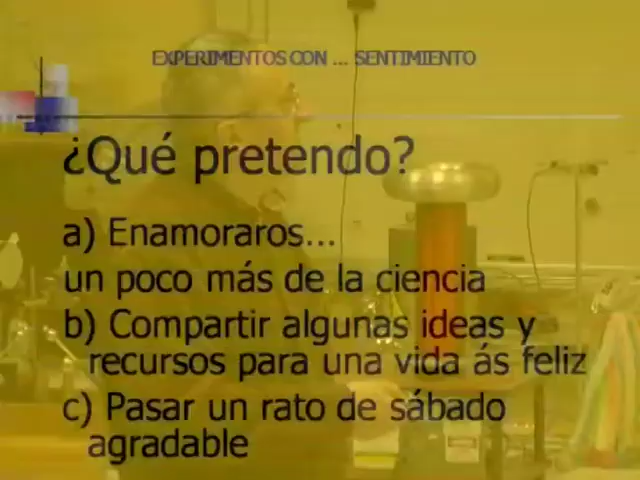 EXPERIMENTOS CON ... SENTIMIENTO
¿Qué pretendo?
a) Enamoraros...
un poco más de la ciencia
b) Compartir algunas ideas y
recursos para una vida ás feliz
c) Pasar un rato de sábado
agradable